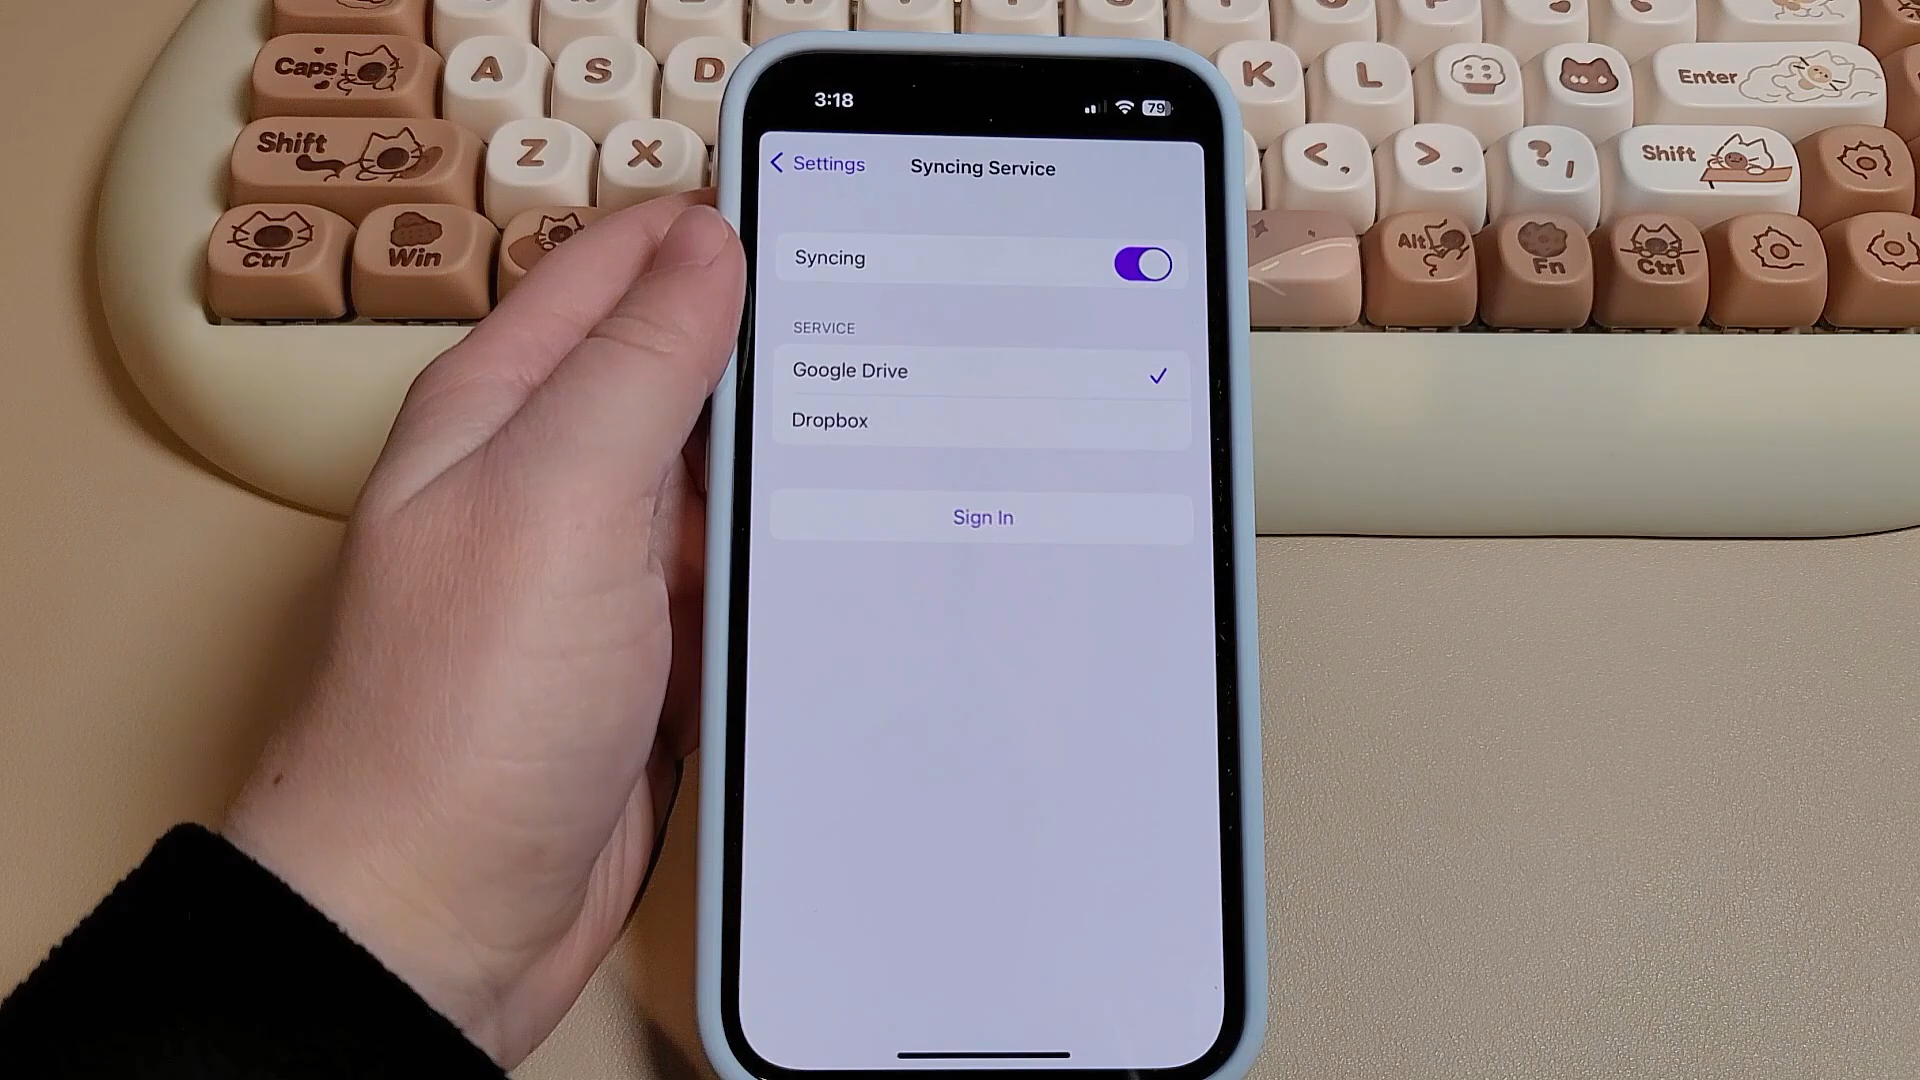 Caps A S D K L Enter
Shift Z X < , > . ? / Shift
Ctrl Win Alt Fn Ctrl
3:18 79
Settings Syncing Service
Syncing
SERVICE
Google Drive
Dropbox
Sign In